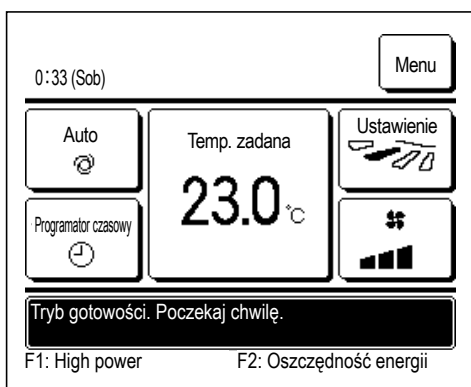 0:33 (Sob)
Menu
Auto
Temp. zadana
Ustawienie
23.0 °C
Programator czasowy
Tryb gotowości. Poczekaj chwilę.
F1: High power F2: Oszczędność energii